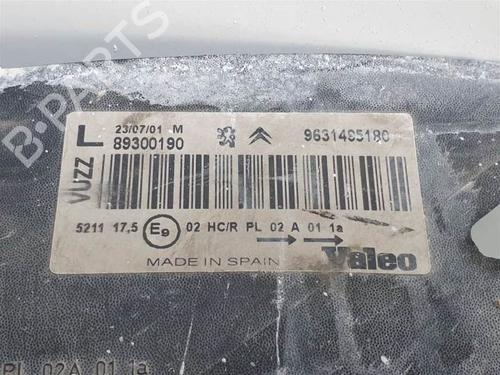 23/07/01 M
L 89300190 9631485180
VUZZ
5211 17,5 E9 02 HC/R PL 02 A 01 1a
MADE IN SPAIN
Valeo
PL 02A 01 1a
B-Parts